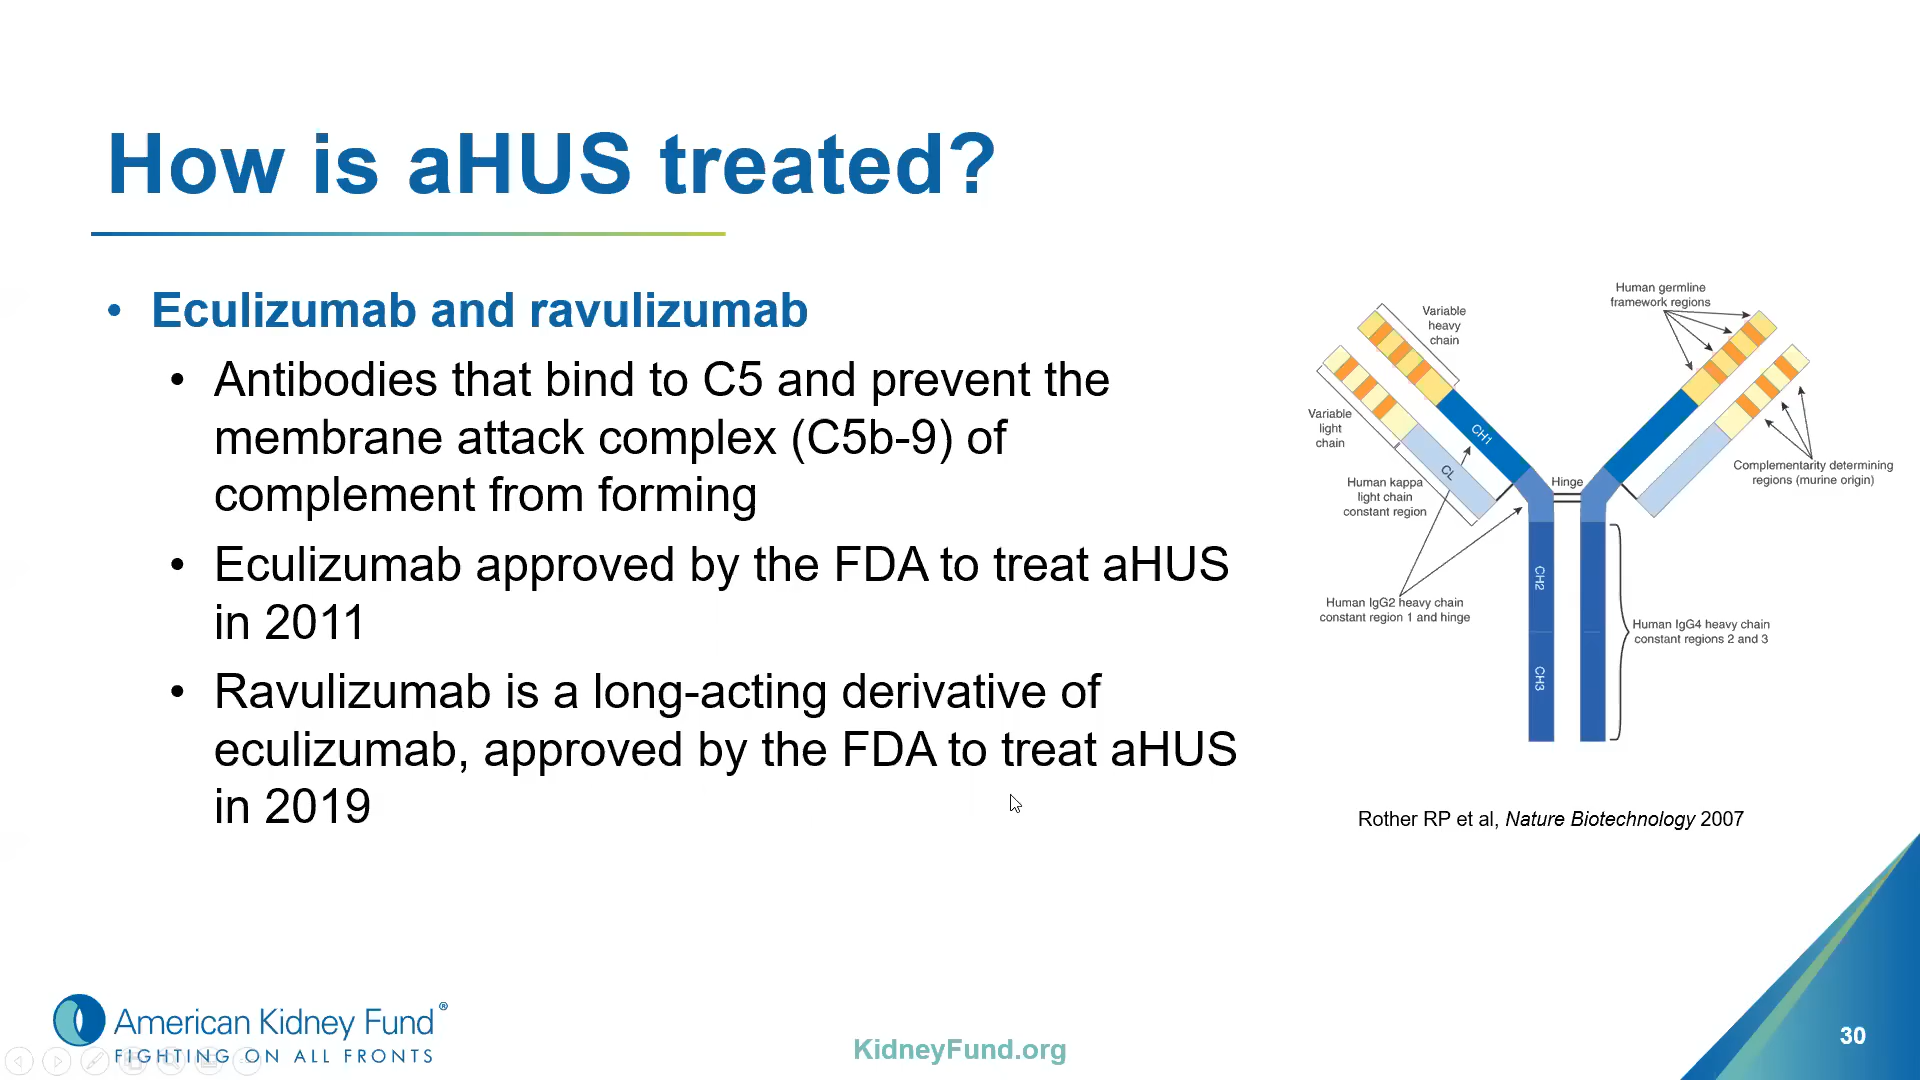 How is aHUS treated?
• Eculizumab and ravulizumab
• Antibodies that bind to C5 and prevent the
membrane attack complex (C5b-9) of
complement from forming
• Eculizumab approved by the FDA to treat aHUS
in 2011
• Ravulizumab is a long-acting derivative of
eculizumab, approved by the FDA to treat aHUS
in 2019
Human germline
framework regions
Variable
heavy
chain
Variable
light
chain
CH1
CL
Complementarity determining
regions (murine origin)
Human kappa
light chain
constant region
Hinge
CH2
Human IgG2 heavy chain
constant region 1 and hinge
Human IgG4 heavy chain
constant regions 2 and 3
CH3
Rother RP et al, Nature Biotechnology 2007
American Kidney Fund®
FIGHTING ON ALL FRONTS
KidneyFund.org
30